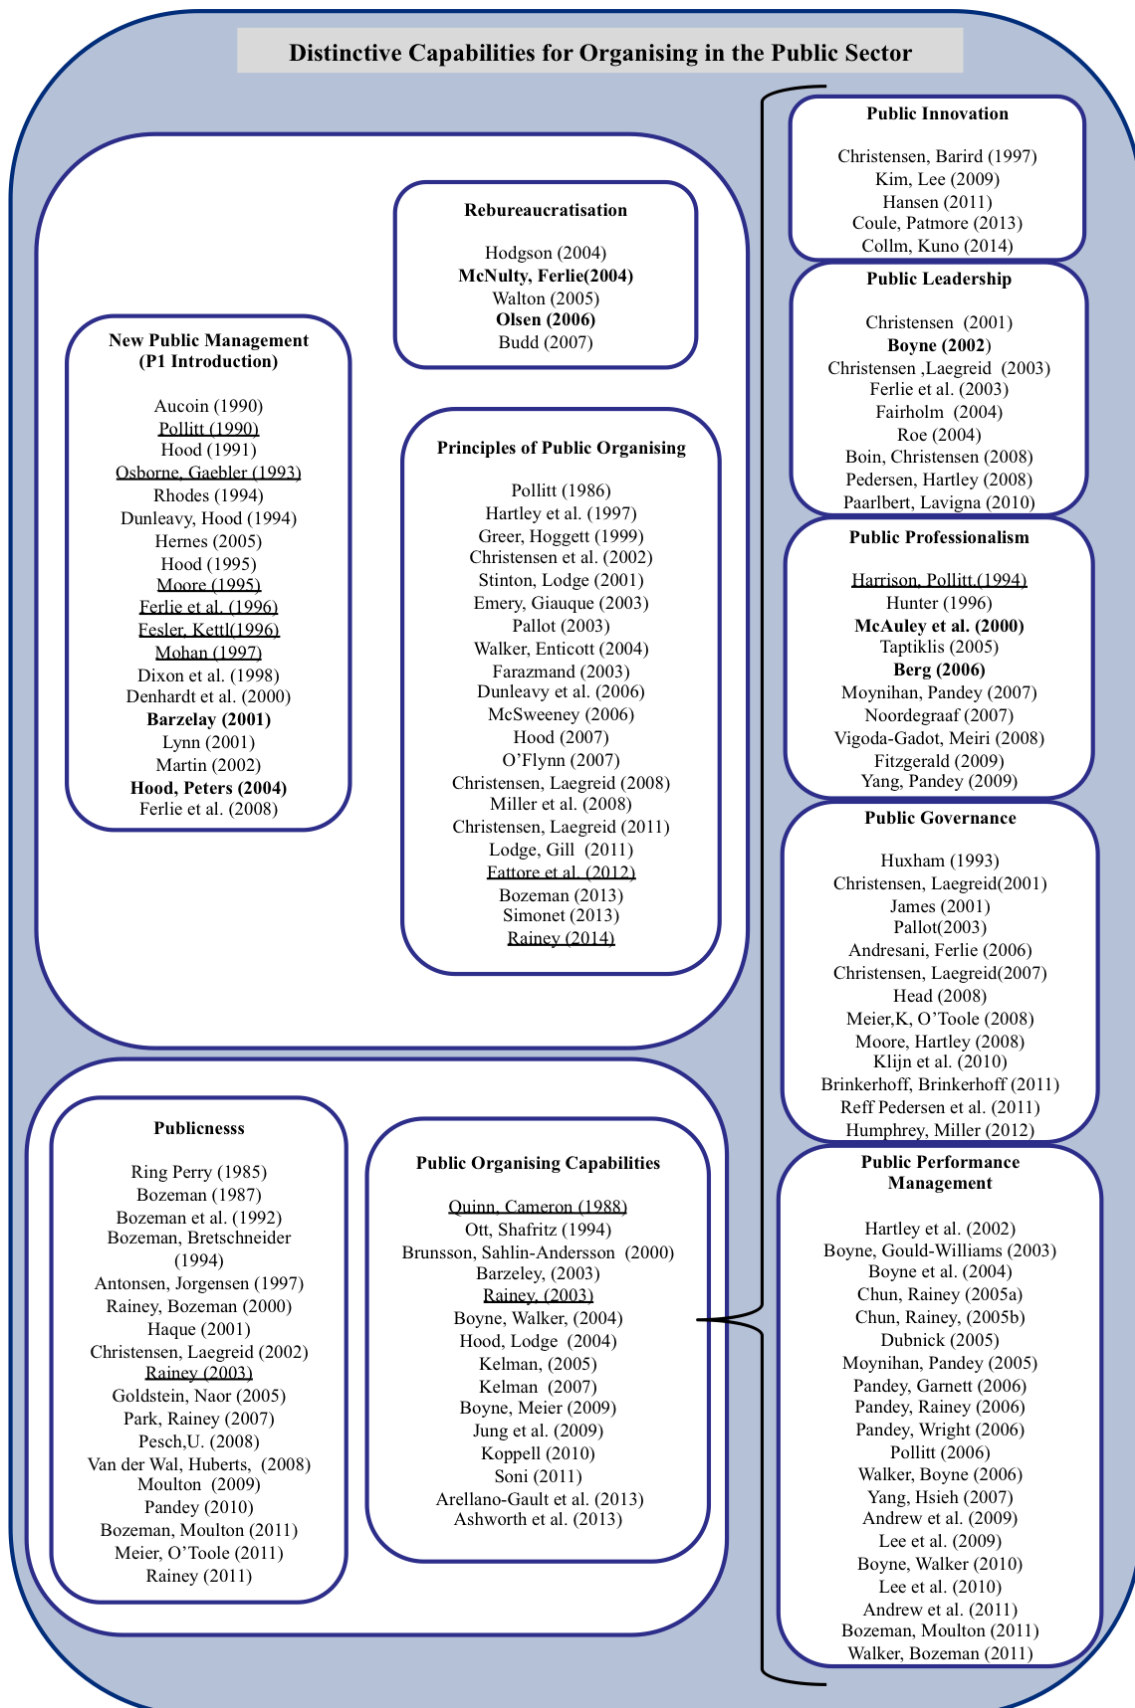 Distinctive Capabilities for Organising in the Public Sector
Rebureaucratisation
Hodgson (2004)
McNulty, Ferlie(2004)
Walton (2005)
Olsen (2006)
Budd (2007)
New Public Management
(P1 Introduction)
Aucoin (1990)
Pollitt (1990)
Hood (1991)
Osborne, Gaebler (1993)
Rhodes (1994)
Dunleavy, Hood (1994)
Hernes (2005)
Hood (1995)
Moore (1995)
Ferlie et al. (1996)
Fesler, Kettl(1996)
Mohan (1997)
Dixon et al. (1998)
Denhardt et al. (2000)
Barzelay (2001)
Lynn (2001)
Martin (2002)
Hood, Peters (2004)
Ferlie et al. (2008)
Principles of Public Organising
Pollitt (1986)
Hartley et al. (1997)
Greer, Hoggett (1999)
Christensen et al. (2002)
Stinton, Lodge (2001)
Emery, Giauque (2003)
Pallot (2003)
Walker, Enticott (2004)
Farazmand (2003)
Dunleavy et al. (2006)
McSweeney (2006)
Hood (2007)
O’Flynn (2007)
Christensen, Laegreid (2008)
Miller et al. (2008)
Christensen, Laegreid (2011)
Lodge, Gill  (2011)
Fattore et al. (2012)
Bozeman (2013)
Simonet (2013)
Rainey (2014)
Publicnesss
Ring Perry (1985)
Bozeman (1987)
Bozeman et al. (1992)
Bozeman, Bretschneider
(1994)
Antonsen, Jorgensen (1997)
Rainey, Bozeman (2000)
Haque (2001)
Christensen, Laegreid (2002)
Rainey (2003)
Goldstein, Naor (2005)
Park, Rainey (2007)
Pesch,U. (2008)
Van der Wal, Huberts,  (2008)
Moulton  (2009)
Pandey (2010)
Bozeman, Moulton (2011)
Meier, O’Toole (2011)
Rainey (2011)
Public Organising Capabilities
Quinn, Cameron (1988)
Ott, Shafritz (1994)
Brunsson, Sahlin-Andersson  (2000)
Barzeley, (2003)
Rainey, (2003)
Boyne, Walker, (2004)
Hood, Lodge  (2004)
Kelman, (2005)
Kelman  (2007)
Boyne, Meier (2009)
Jung et al. (2009)
Koppell (2010)
Soni (2011)
Arellano-Gault et al. (2013)
Ashworth et al. (2013)
Public Innovation
Christensen, Barird (1997)
Kim, Lee (2009)
Hansen (2011)
Coule, Patmore (2013)
Collm, Kuno (2014)
Public Leadership
Christensen  (2001)
Boyne (2002)
Christensen ,Laegreid  (2003)
Ferlie et al. (2003)
Fairholm  (2004)
Roe (2004)
Boin, Christensen (2008)
Pedersen, Hartley (2008)
Paarlbert, Lavigna (2010)
Public Professionalism
Harrison, Pollitt.(1994)
Hunter (1996)
McAuley et al. (2000)
Taptiklis (2005)
Berg (2006)
Moynihan, Pandey (2007)
Noordegraaf (2007)
Vigoda-Gadot, Meiri (2008)
Fitzgerald (2009)
Yang, Pandey (2009)
Public Governance
Huxham (1993)
Christensen, Laegreid(2001)
James (2001)
Pallot(2003)
Andresani, Ferlie (2006)
Christensen, Laegreid(2007)
Head (2008)
Meier,K, O’Toole (2008)
Moore, Hartley (2008)
Klijn et al. (2010)
Brinkerhoff, Brinkerhoff (2011)
Reff Pedersen et al. (2011)
Humphrey, Miller (2012)
Public Performance
Management
Hartley et al. (2002)
Boyne, Gould-Williams (2003)
Boyne et al. (2004)
Chun, Rainey (2005a)
Chun, Rainey, (2005b)
Dubnick (2005)
Moynihan, Pandey (2005)
Pandey, Garnett (2006)
Pandey, Rainey (2006)
Pandey, Wright (2006)
Pollitt (2006)
Walker, Boyne (2006)
Yang, Hsieh (2007)
Andrew et al. (2009)
Lee et al. (2009)
Boyne, Walker (2010)
Lee et al. (2010)
Andrew et al. (2011)
Bozeman, Moulton (2011)
Walker, Bozeman (2011)